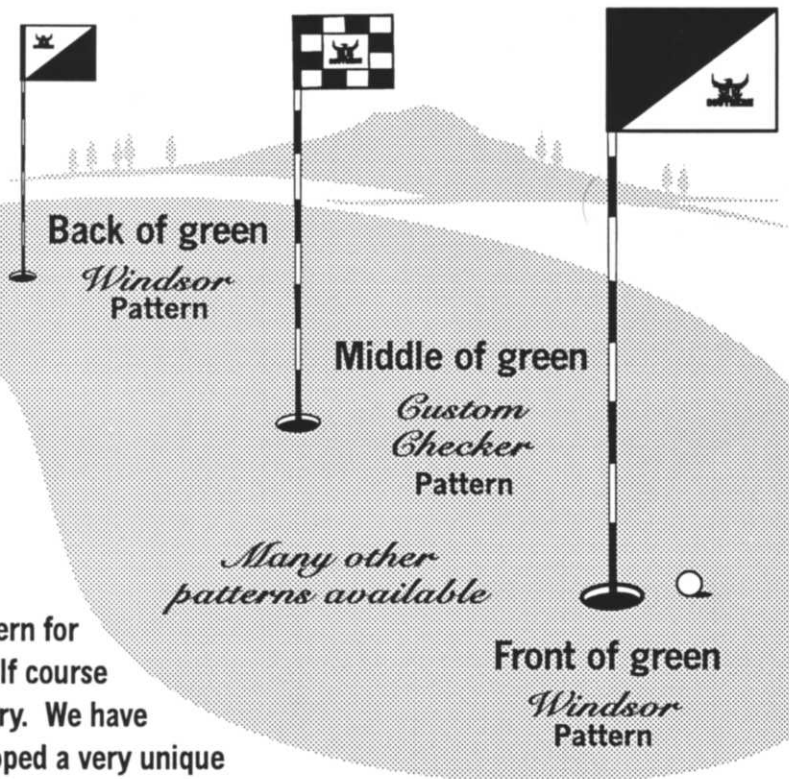 Back of green
Windsor
Pattern
Middle of green
Custom
Checker
Pattern
Many other
patterns available
Front of green
Windsor
Pattern
ern for
lf course
ry. We have
ped a very unique